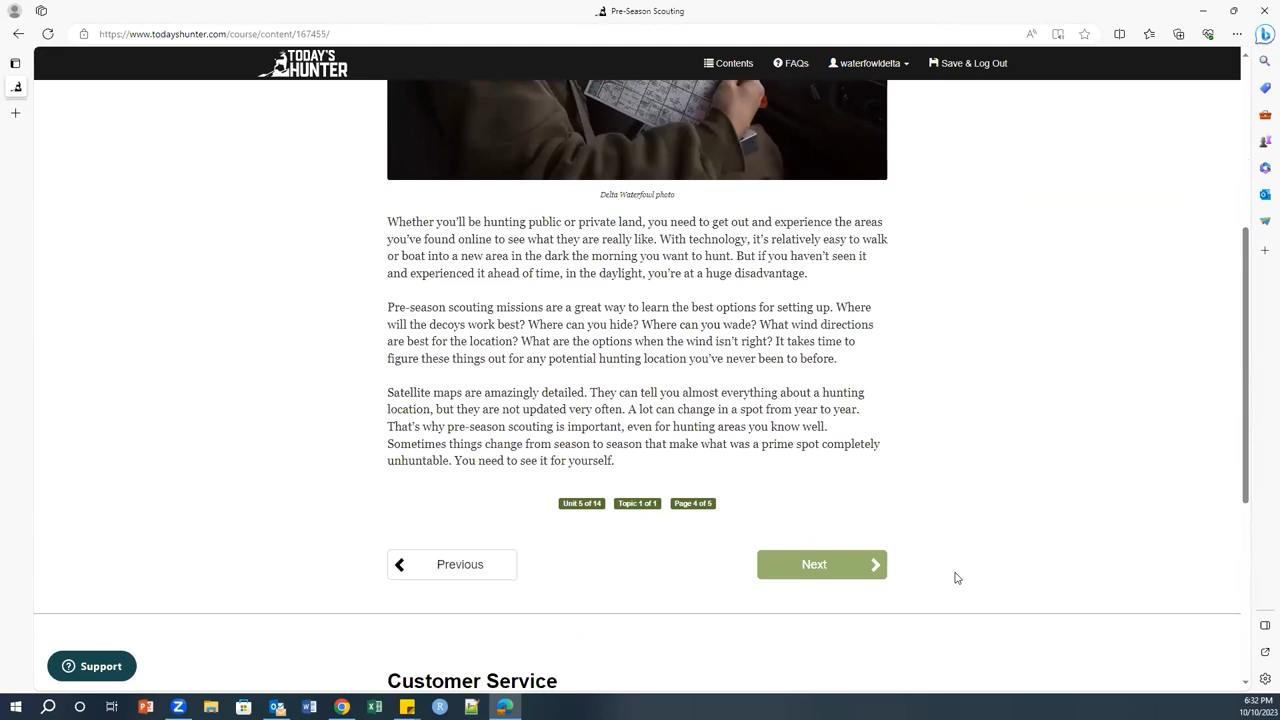 Pre-Season Scouting
https://www.todayshunter.com/course/content/167455/
TODAY'S
HUNTER
Contents
FAQs
waterfowldelta
Save & Log Out
Delta Waterfowl photo
Whether you'll be hunting public or private land, you need to get out and experience the areas
you've found online to see what they are really like. With technology, it's relatively easy to walk
or boat into a new area in the dark the morning you want to hunt. But if you haven't seen it
and experienced it ahead of time, in the daylight, you're at a huge disadvantage.
Pre-season scouting missions are a great way to learn the best options for setting up. Where
will the decoys work best? Where can you hide? Where can you wade? What wind directions
are best for the location? What are the options when the wind isn't right? It takes time to
figure these things out for any potential hunting location you've never been to before.
Satellite maps are amazingly detailed. They can tell you almost everything about a hunting
location, but they are not updated very often. A lot can change in a spot from year to year.
That's why pre-season scouting is important, even for hunting areas you know well.
Sometimes things change from season to season that make what was a prime spot completely
unhuntable. You need to see it for yourself.
Unit 5 of 14
Topic 1 of 1
Page 4 of 5
Previous
Next
Support
Customer Service
6:32 PM
10/10/2023